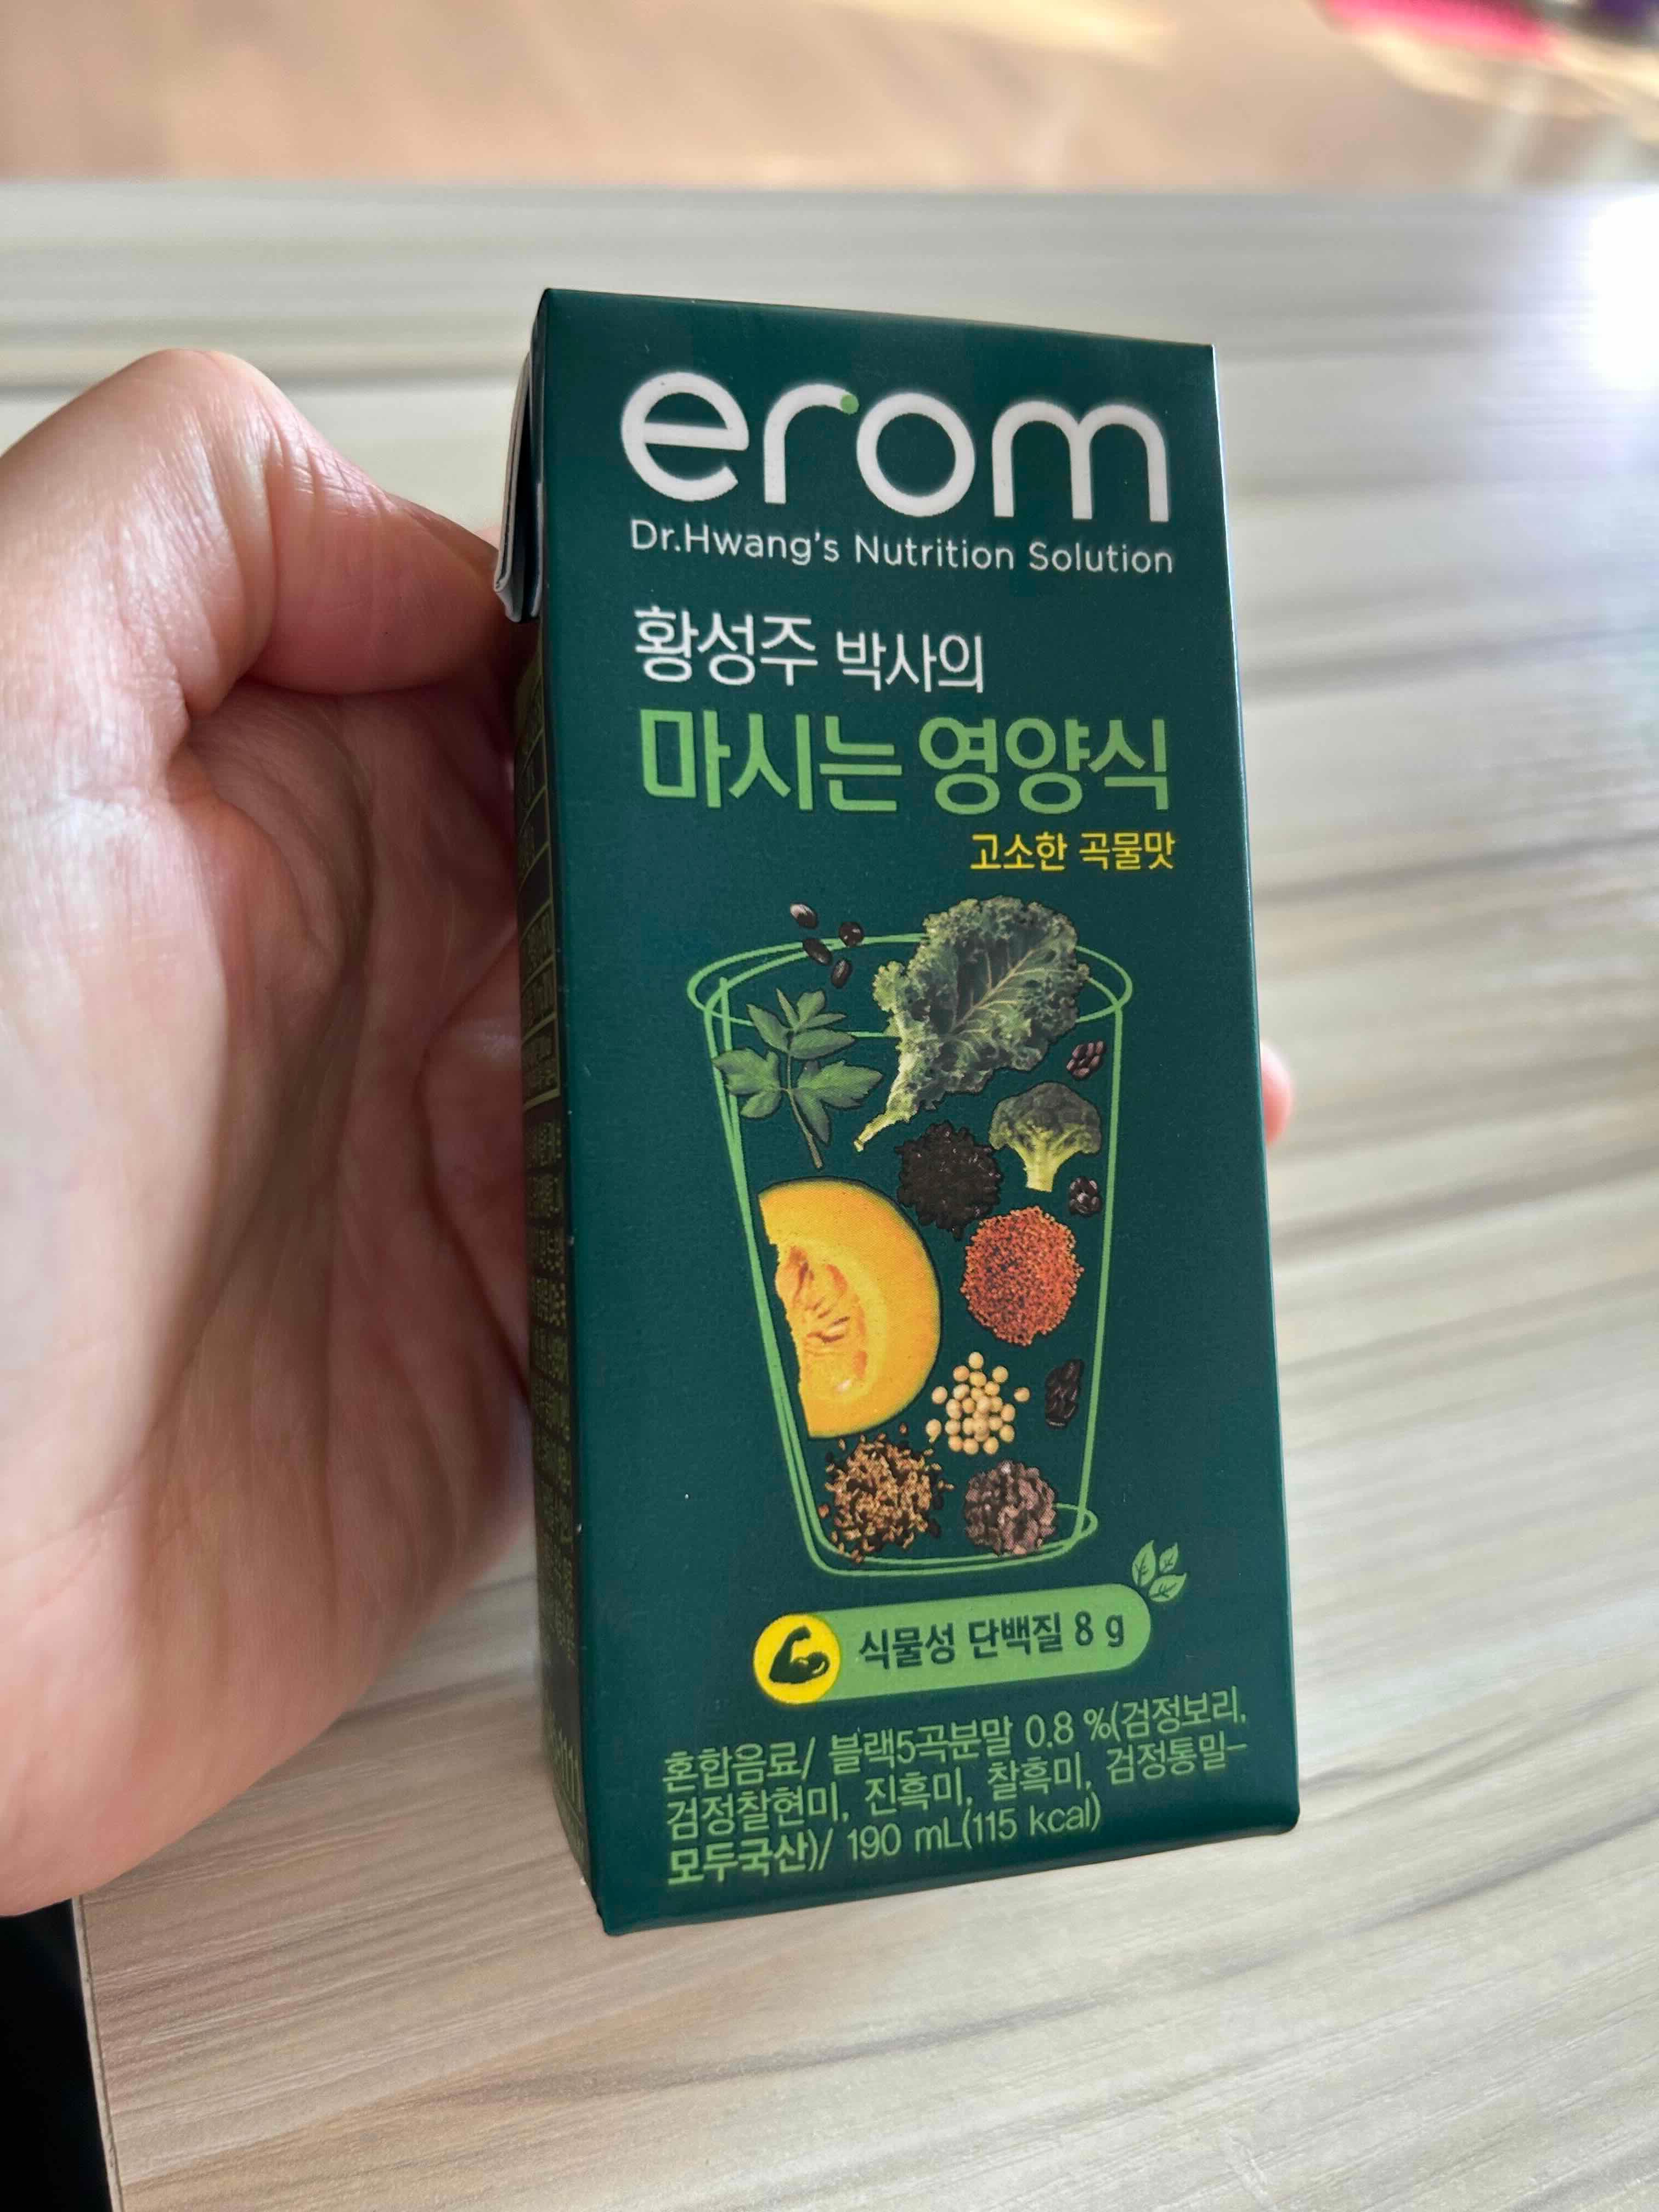 erom
Dr.Hwang's Nutrition Solution
황성주 박사의
마시는 영양식
고소한 곡물맛
식물성 단백질 8 g
혼합음료/ 블랙5곡분말 0.8 %(검정보리,
검정찰현미, 진흑미, 찰흑미, 검정통밀-
모두국산)/ 190 mL(115 kcal)